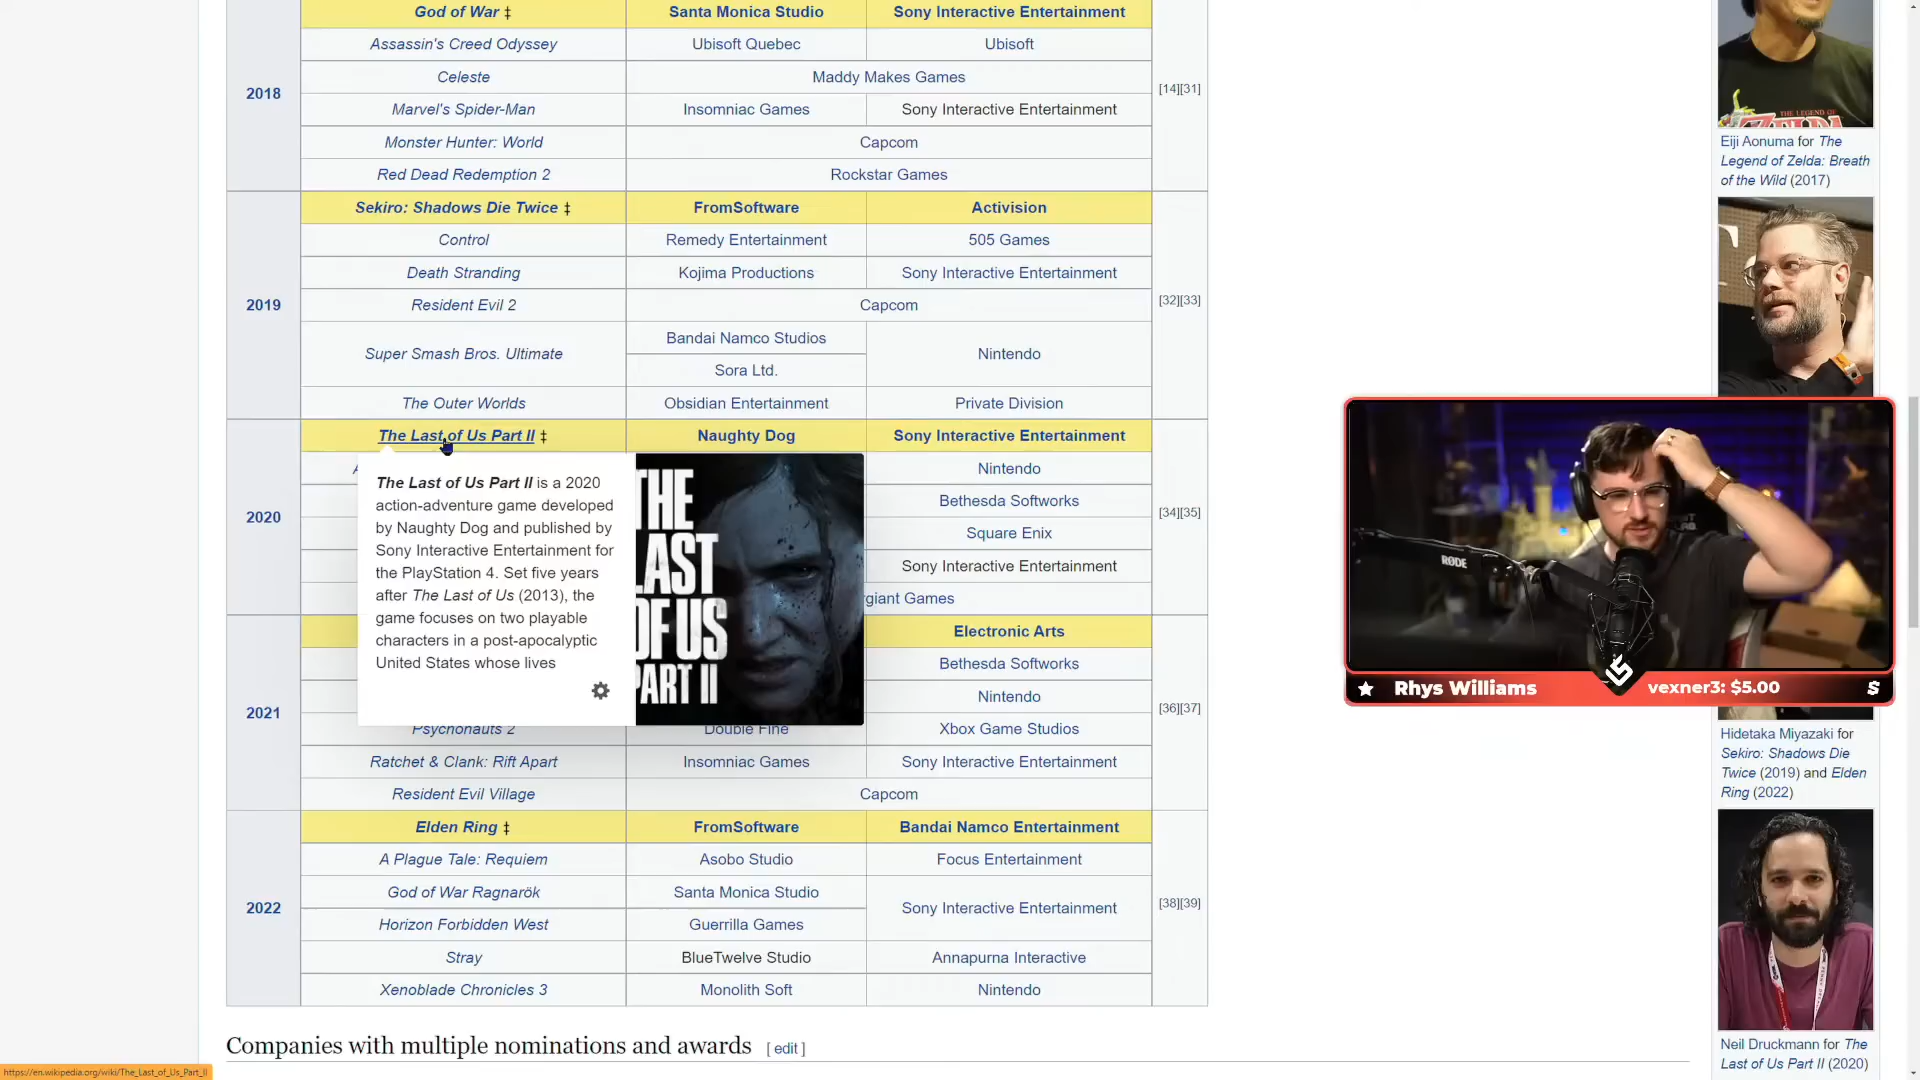 God of War ‡ Santa Monica Studio Sony Interactive Entertainment
Assassin's Creed Odyssey Ubisoft Quebec Ubisoft
Celeste Maddy Makes Games
2018 [14][31]
Marvel's Spider-Man Insomniac Games Sony Interactive Entertainment
Monster Hunter: World Capcom
Red Dead Redemption 2 Rockstar Games
Sekiro: Shadows Die Twice ‡ FromSoftware Activision
Control Remedy Entertainment 505 Games
Death Stranding Kojima Productions Sony Interactive Entertainment
2019 Resident Evil 2 Capcom [32][33]
Bandai Namco Studios
Super Smash Bros. Ultimate Nintendo
Sora Ltd.
The Outer Worlds Obsidian Entertainment Private Division
The Last of Us Part II ‡ Naughty Dog Sony Interactive Entertainment
A Nintendo
Bethesda Softworks
2020 [34][35]
Square Enix
Sony Interactive Entertainment
giant Games
The Last of Us Part II is a 2020
action-adventure game developed
by Naughty Dog and published by
Sony Interactive Entertainment for
the PlayStation 4. Set five years
after The Last of Us (2013), the
game focuses on two playable
characters in a post-apocalyptic
United States whose lives
THE
LAST
OF US
PART II
Electronic Arts
Bethesda Softworks
Nintendo
2021 [36][37]
Psychonauts 2 Double Fine Xbox Game Studios
Ratchet & Clank: Rift Apart Insomniac Games Sony Interactive Entertainment
Resident Evil Village Capcom
Elden Ring ‡ FromSoftware Bandai Namco Entertainment
A Plague Tale: Requiem Asobo Studio Focus Entertainment
God of War Ragnarök Santa Monica Studio
2022 Sony Interactive Entertainment [38][39]
Horizon Forbidden West Guerrilla Games
Stray BlueTwelve Studio Annapurna Interactive
Xenoblade Chronicles 3 Monolith Soft Nintendo
Companies with multiple nominations and awards [ edit ]
https://en.wikipedia.org/wiki/The_Last_of_Us_Part_II
THE LEGEND OF
ZELDA
Eiji Aonuma for The
Legend of Zelda: Breath
of the Wild (2017)
RØDE
Rhys Williams vexner3: $5.00
Hidetaka Miyazaki for
Sekiro: Shadows Die
Twice (2019) and Elden
Ring (2022)
Neil Druckmann for The
Last of Us Part II (2020)